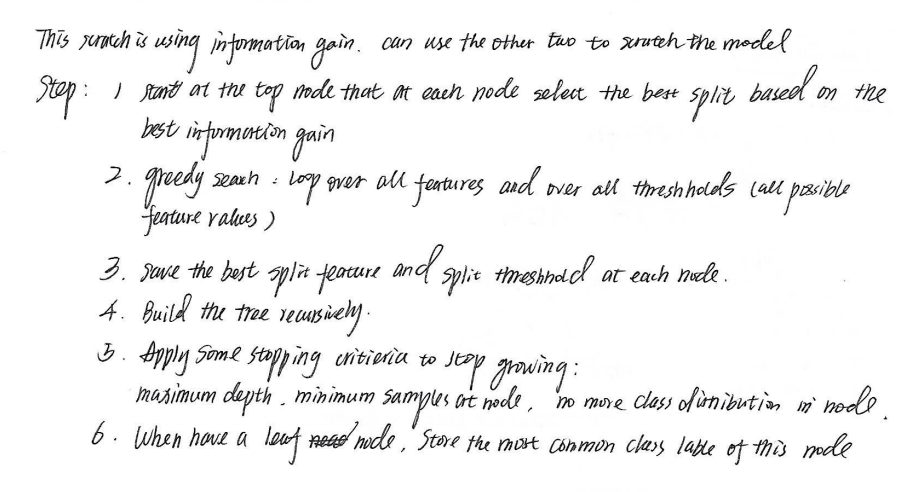 This scratch is using information gain. can use the other two to scratch the model
Step: 1 start at the top node that at each node select the best split based on the
best information gain
2. greedy seach : loop over all features and over all threshholds (all possible
feature values)
3. save the best split feature and split threshhold at each node.
4. Build the tree recursively.
5. Apply some stopping critieria to stop growing:
maximum depth. minimum samples at node, no more class distribution in node.
6. When have a leaf node, Store the most common class lable of this node